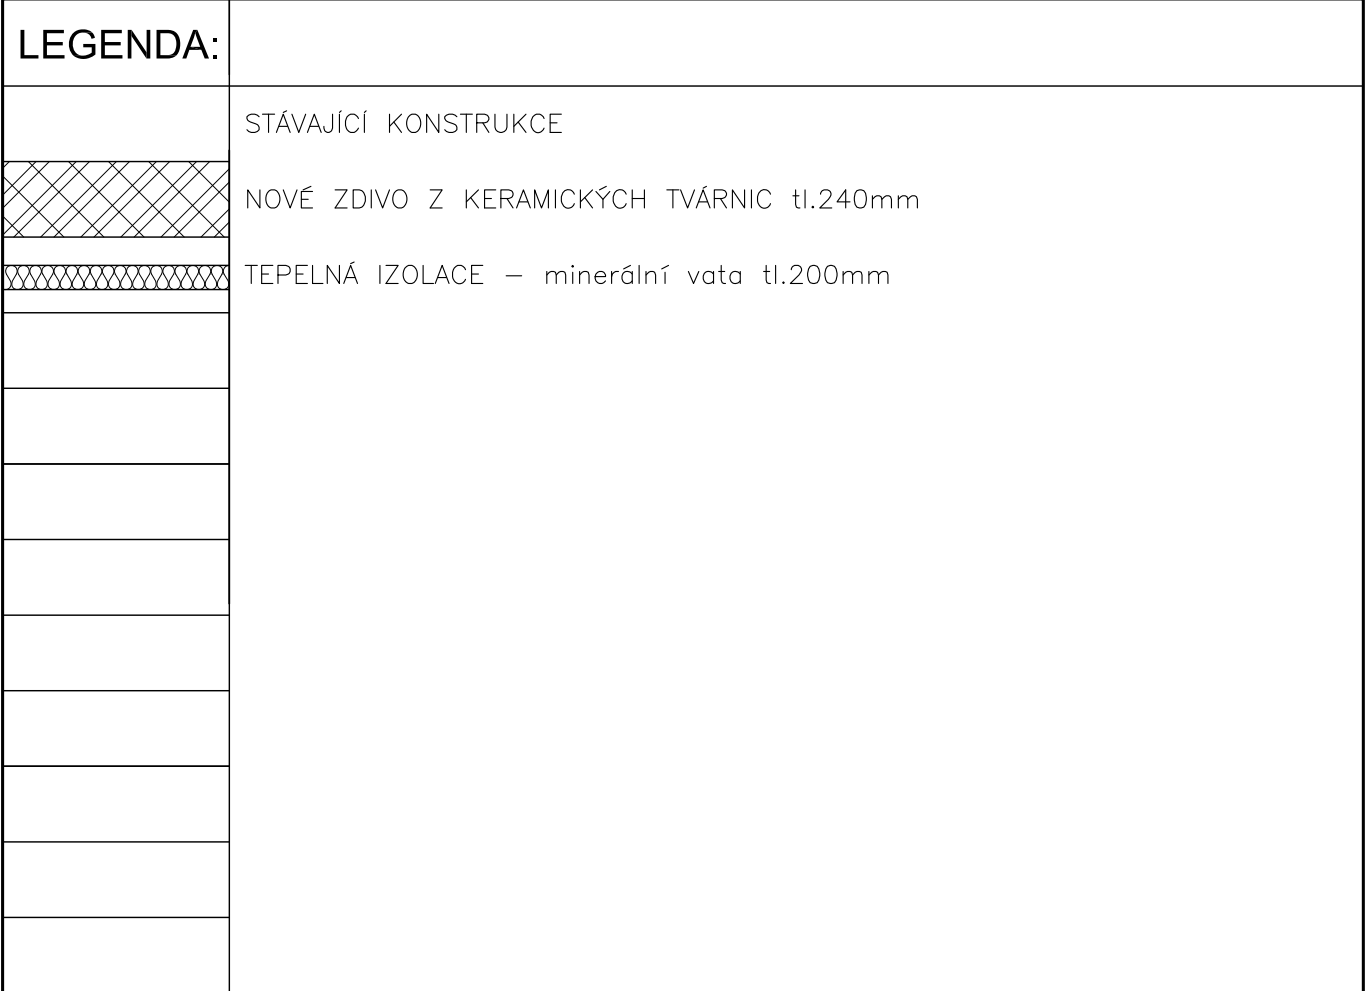 LEGENDA:
STÁVAJÍCÍ KONSTRUKCE
NOVÉ ZDIVO Z KERAMICKÝCH TVÁRNIC tl.240mm
TEPELNÁ IZOLACE – minerální vata tl.200mm